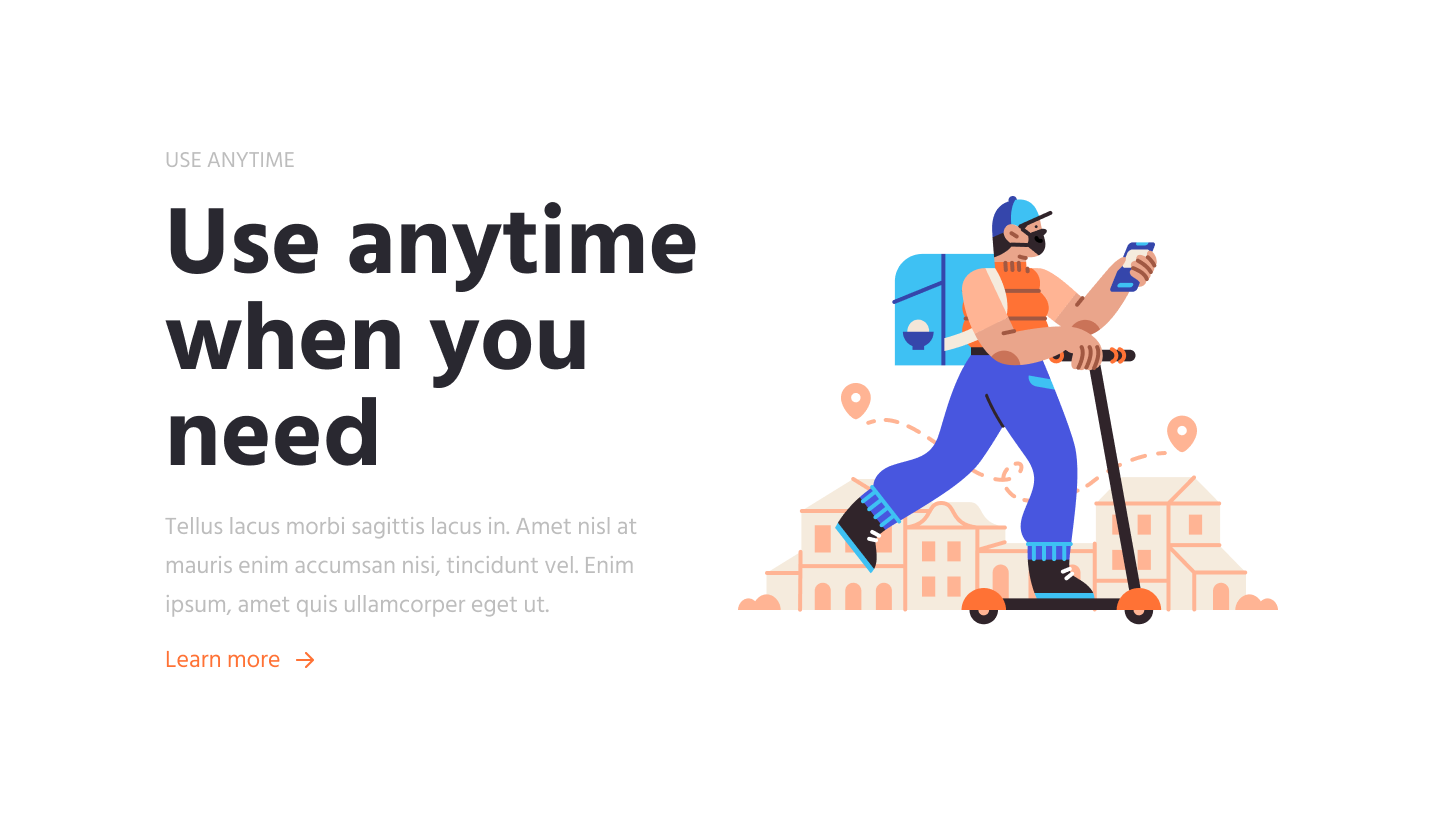 USE ANYTIME
Use anytime
when you
need
Tellus lacus morbi sagittis lacus in. Amet nisl at
mauris enim accumsan nisi, tincidunt vel. Enim
ipsum, amet quis ullamcorper eget ut.
Learn more →